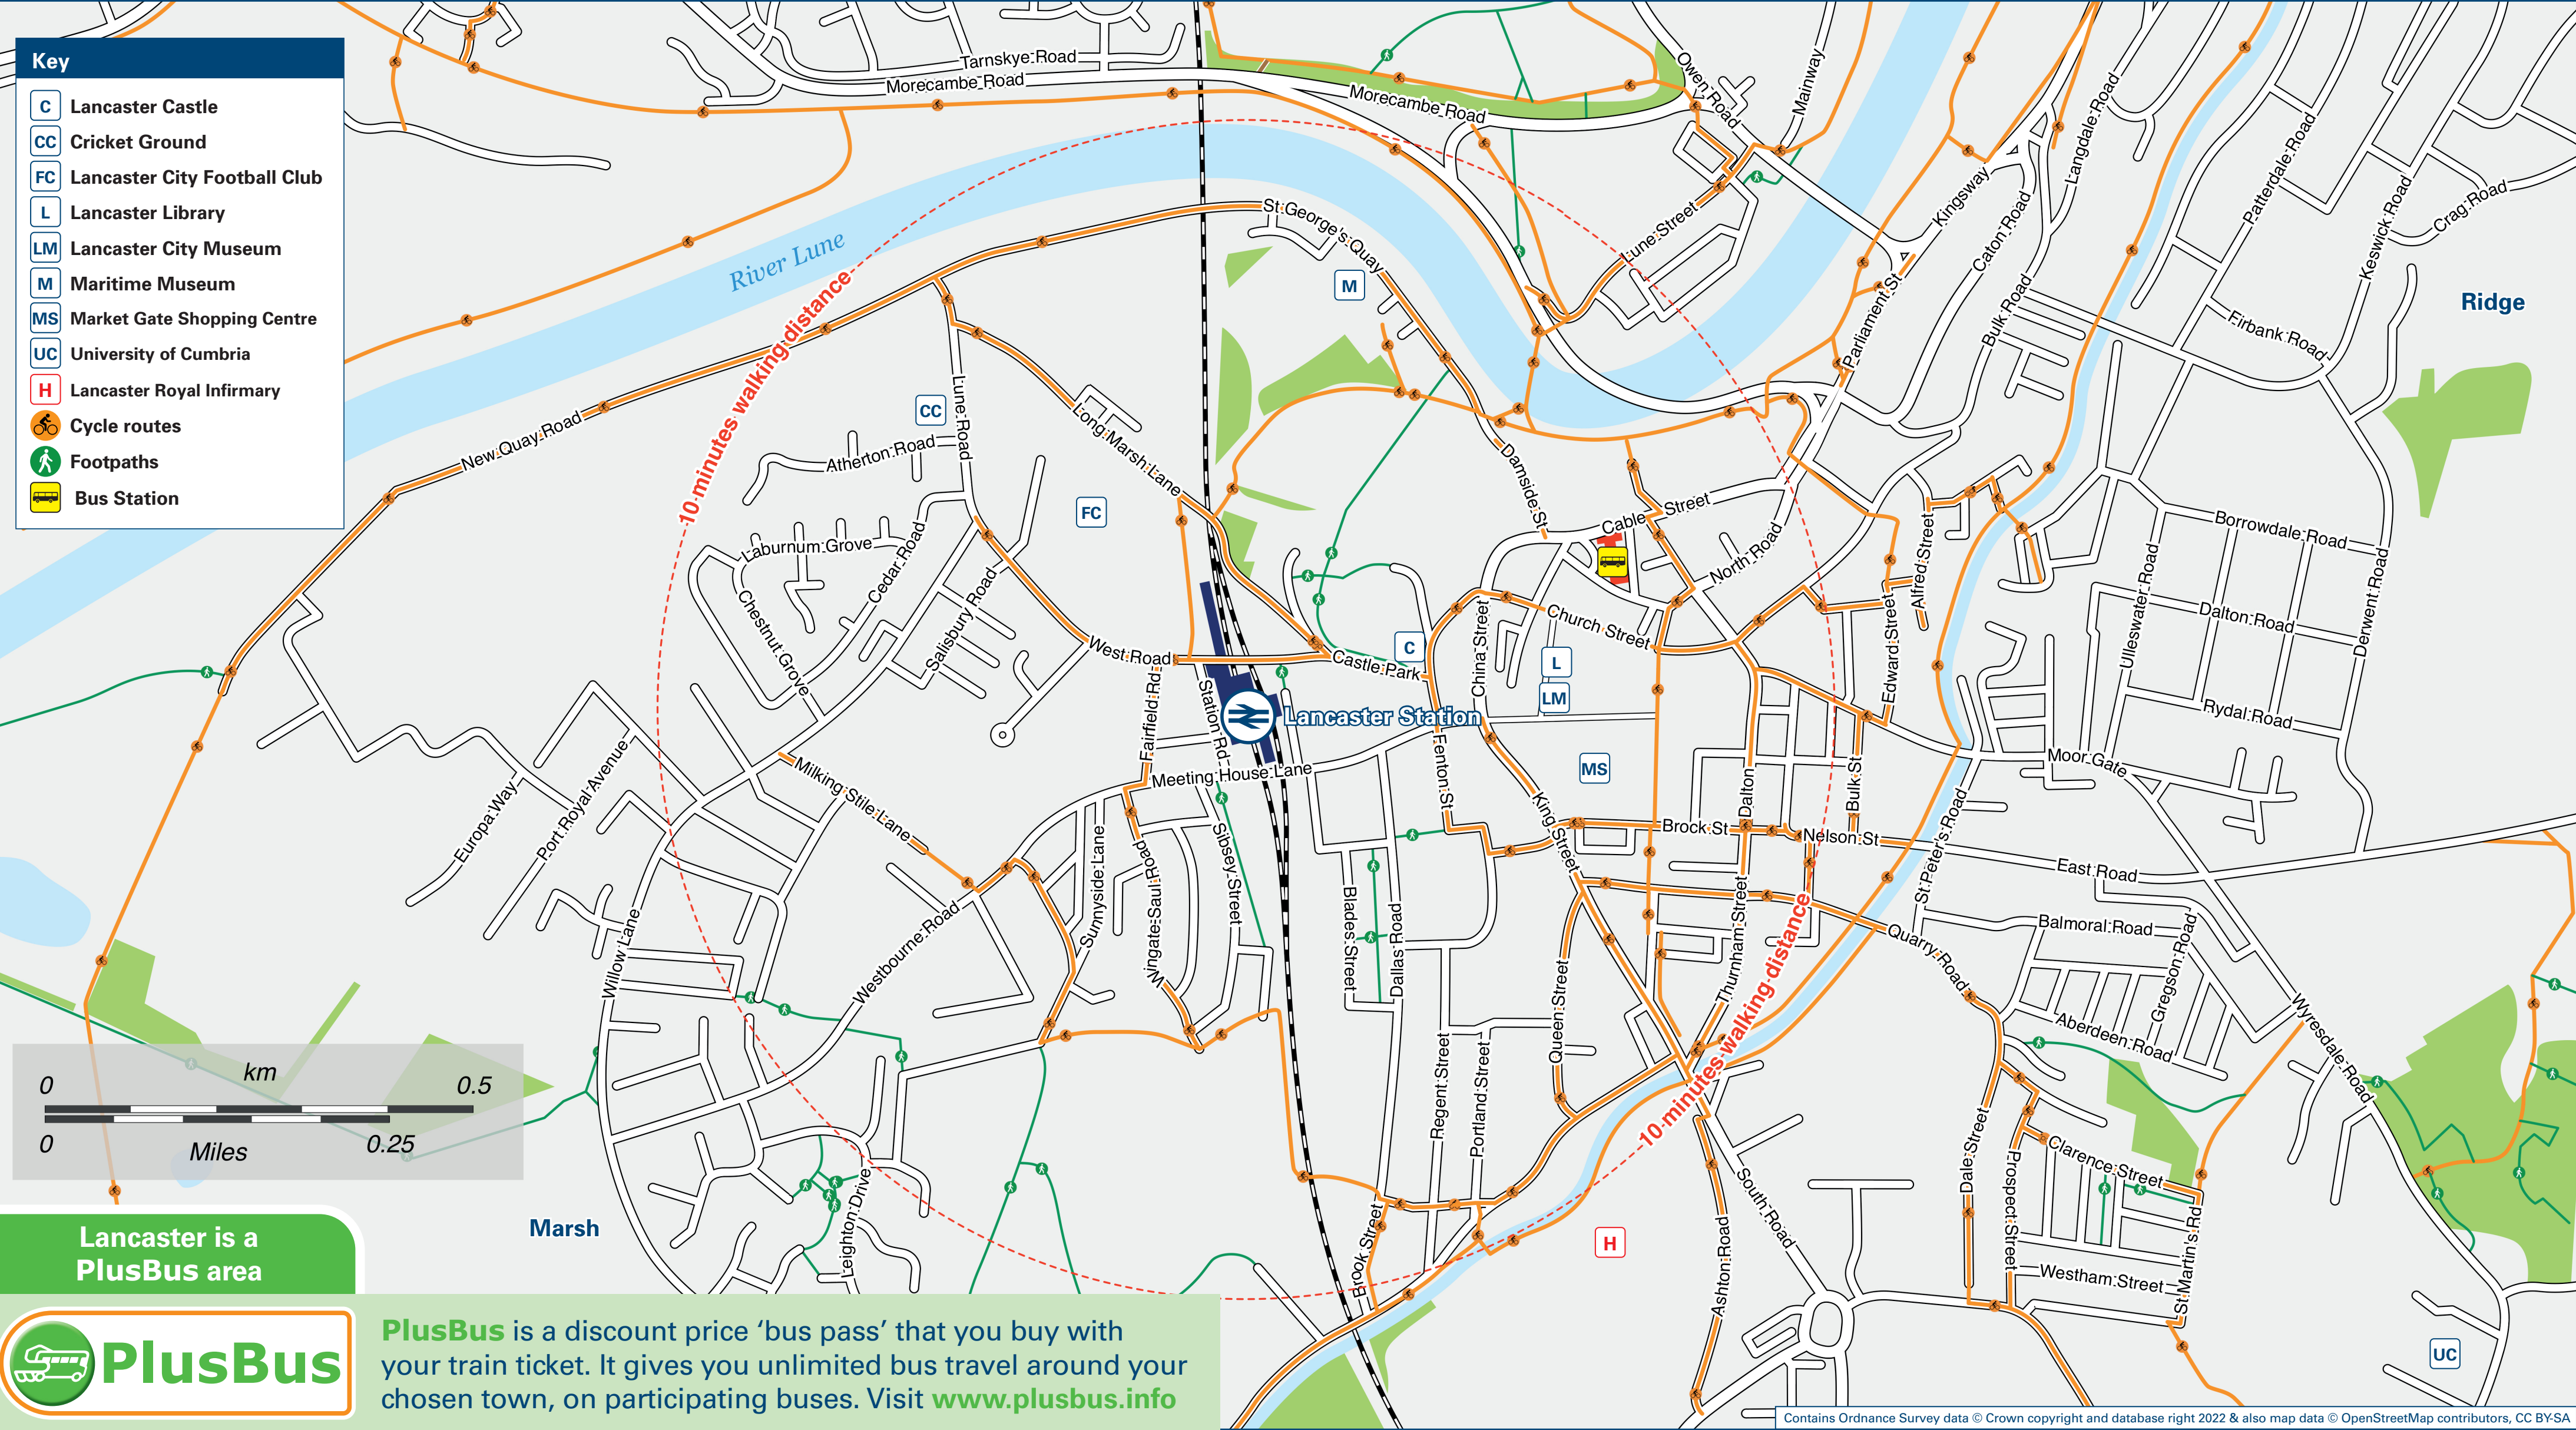 Key
C Lancaster Castle
CC Cricket Ground
FC Lancaster City Football Club
L Lancaster Library
LM Lancaster City Museum
M Maritime Museum
MS Market Gate Shopping Centre
UC University of Cumbria
H Lancaster Royal Infirmary
Cycle routes
Footpaths
Bus Station
Tarnskye Road
Morecambe Road
Morecambe Road
Owen Road
Mainway
Langdale Road
Patterdale Road
Keswick Road
Crag Road
Kingsway
Caton Road
Bulk Road
Parliament St
Firbank Road
Ridge
River Lune
St George's Quay
Lune Street
M
10 minutes walking distance
New Quay Road
CC
Lune Road
Atherton Road
Long Marsh Lane
FC
Damside St
Cable Street
North Road
Alfred Street
Borrowdale Road
Ulleswater Road
Dalton Road
Derwent Road
Rydal Road
Laburnum Grove
Cedar Road
Chestnut Grove
Salisbury Road
West Road
Castle Park
C
China Street
Church Street
L
LM
Edward Street
Fairfield Rd
Station Rd
Lancaster Station
Meeting House Lane
Fenton St
MS
King Street
Dalton
Bulk St
Moor Gate
Brock St
Nelson St
St Peter's Road
East Road
Europa Way
Port Royal Avenue
Milking Stile Lane
Sunnyside Lane
Wingate-Saul Road
Sibsey Street
Blades Street
Dallas Road
Willow Lane
Westbourne Road
Queen Street
Thurnham Street
10 minutes walking distance
Quarry Road
Balmoral Road
Gregson Road
Aberdeen Road
Wyresdale Road
Regent Street
Portland Street
Dale Street
Prospect Street
Clarence Street
St Martin's Rd
Westham Street
South Road
Ashton Road
Brook Street
H
Leighton Drive
Marsh
UC
km
0 0.5
0 0.25
Miles
Lancaster is a
PlusBus area
PlusBus
PlusBus is a discount price ‘bus pass’ that you buy with
your train ticket. It gives you unlimited bus travel around your
chosen town, on participating buses. Visit www.plusbus.info
Contains Ordnance Survey data © Crown copyright and database right 2022 & also map data © OpenStreetMap contributors, CC BY-SA